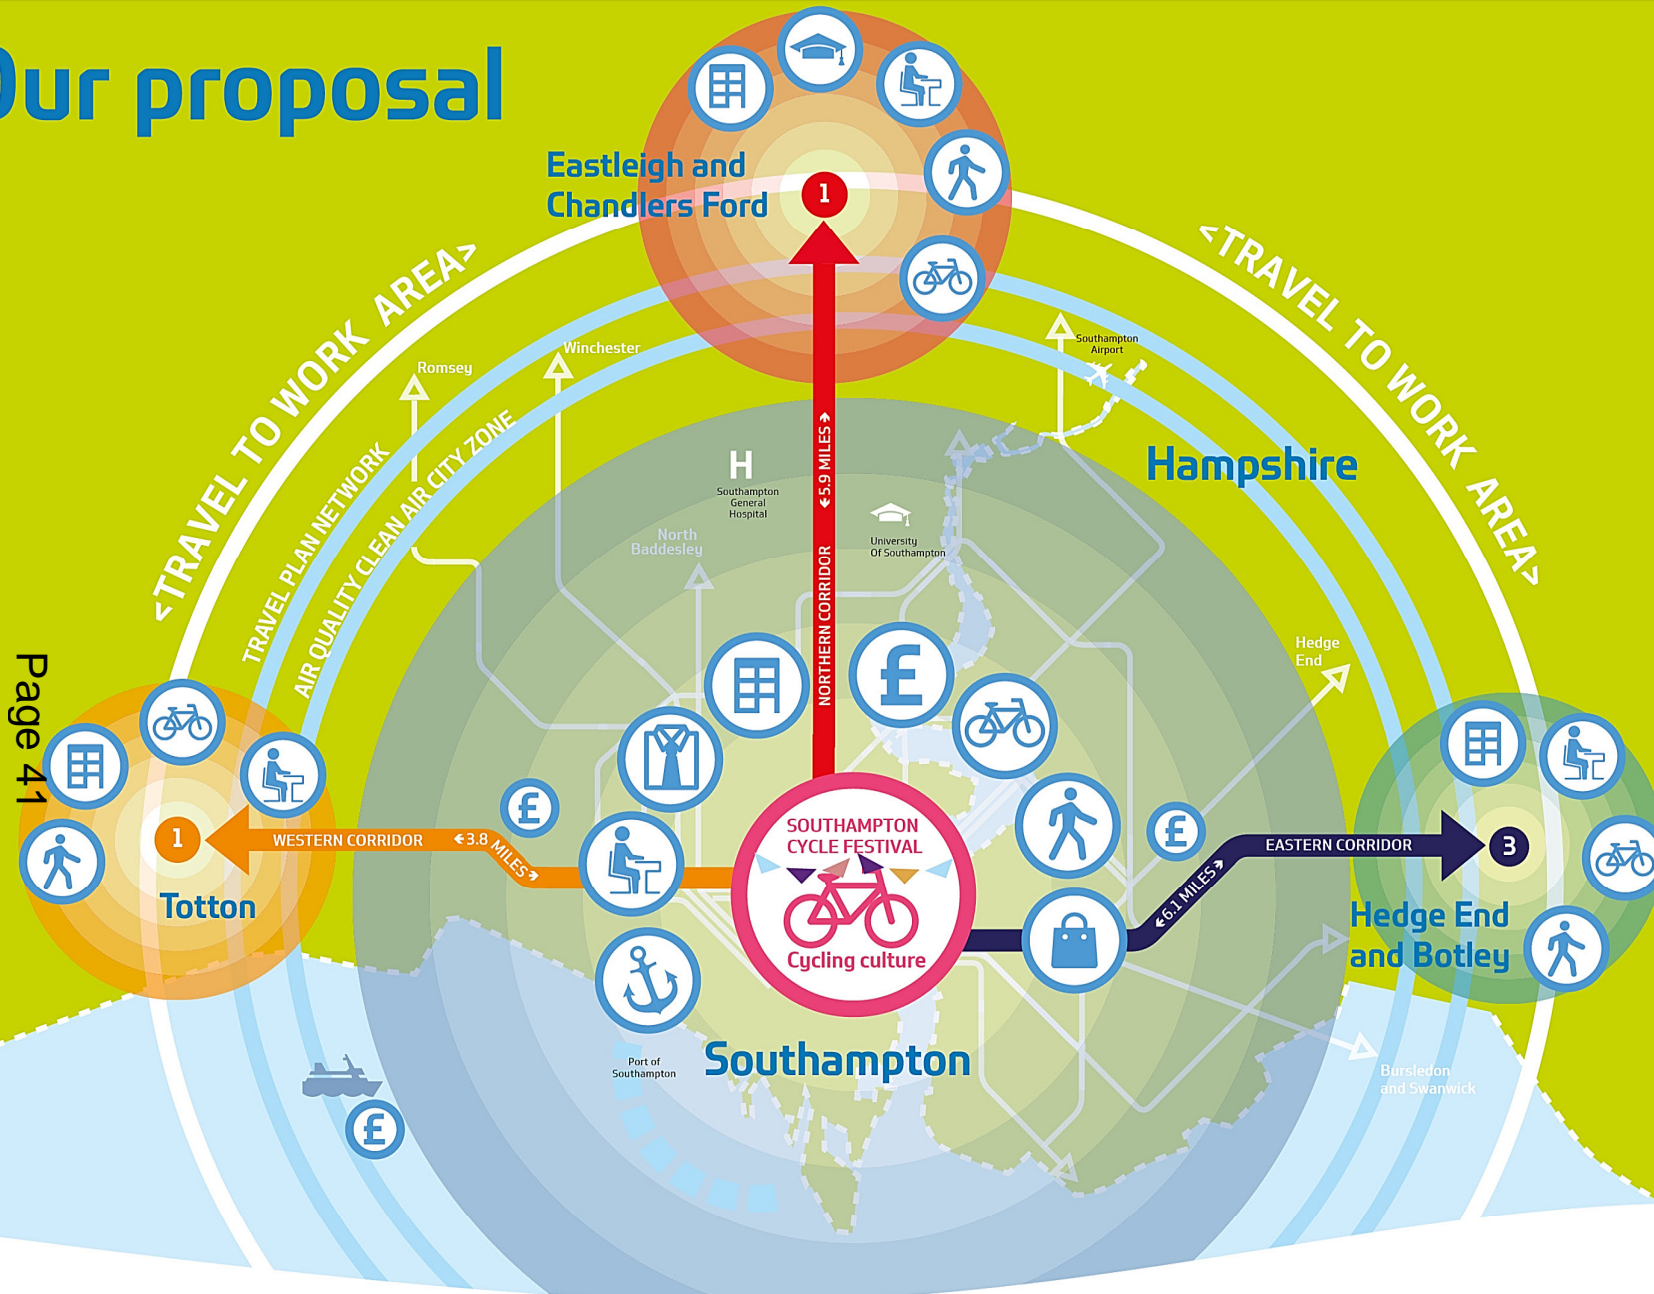 Our proposal
Eastleigh and
Chandlers Ford
1
<TRAVEL TO WORK AREA>
<TRAVEL TO WORK AREA>
Romsey
Winchester
Southampton
Airport
TRAVEL PLAN NETWORK
AIR QUALITY CLEAN AIR CITY ZONE
5.9 MILES
NORTHERN CORRIDOR
H
Southampton
General
Hospital
Hampshire
University
Of Southampton
North
Baddesley
Hedge
End
£
Page 41
£
£
1
WESTERN CORRIDOR
3.8 MILES
Totton
SOUTHAMPTON
CYCLE FESTIVAL
Cycling culture
EASTERN CORRIDOR
6.1 MILES
3
Hedge End
and Botley
Port of
Southampton
Southampton
Bursledon
and Swanwick
£